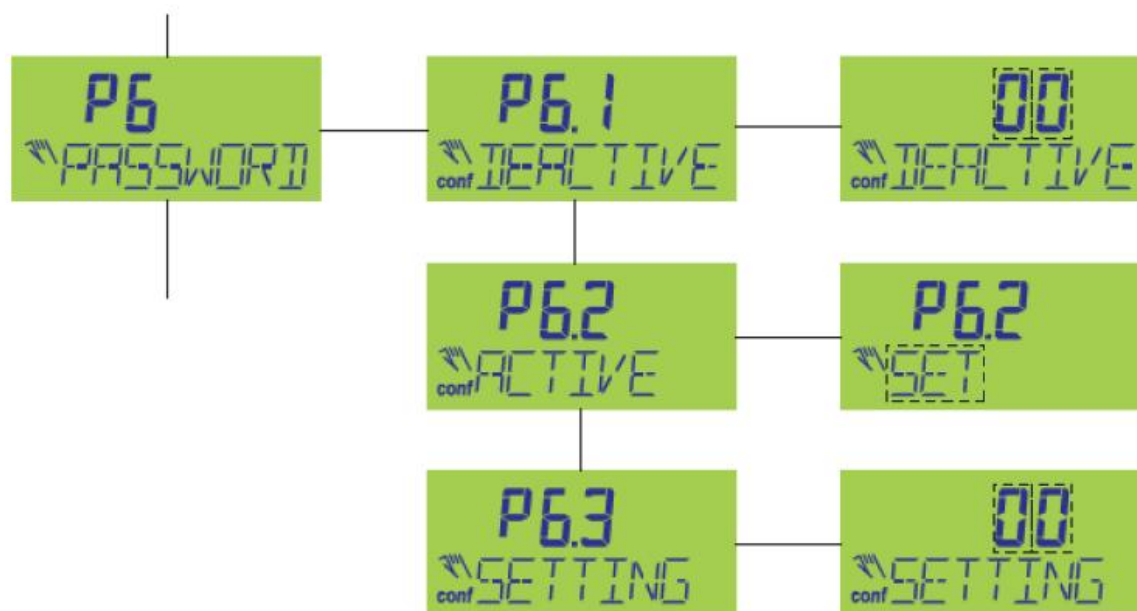 P6
PASSWORD
P6.1
conf DEACTIVE
00
conf DEACTIVE
P6.2
conf ACTIVE
P6.2
SET
P6.3
conf SETTING
00
conf SETTING